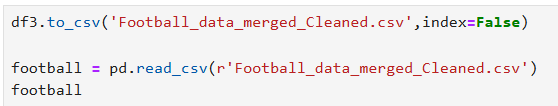 df3.to_csv('Football_data_merged_Cleaned.csv',index=False)
football = pd.read_csv(r'Football_data_merged_Cleaned.csv')
football